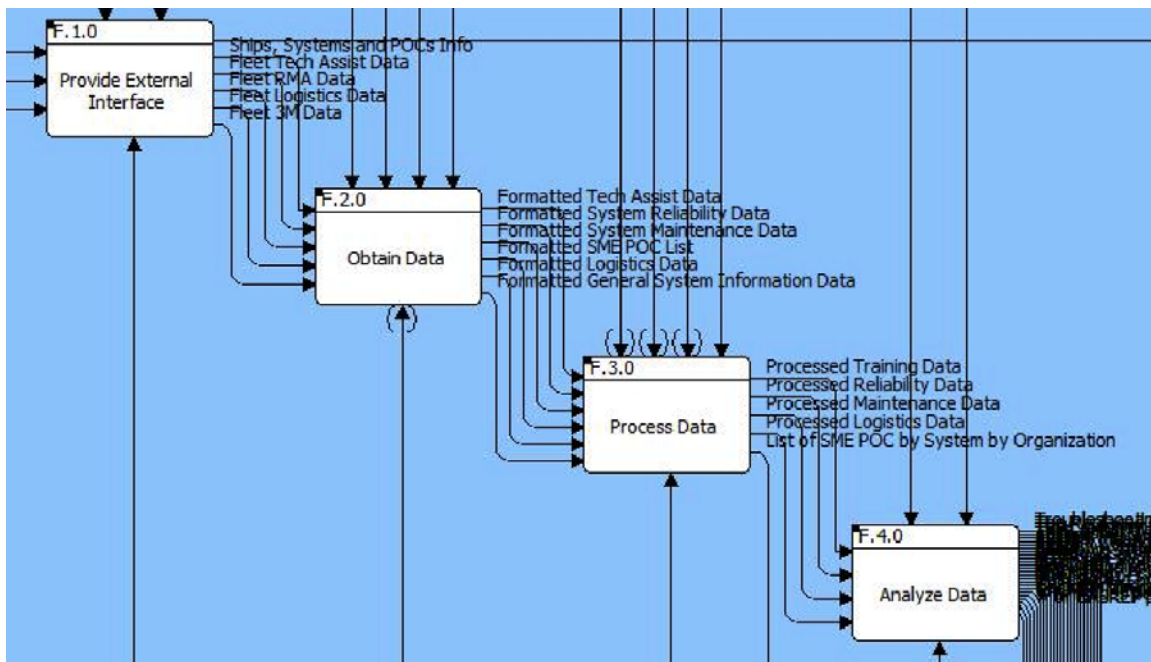 F.1.0
Provide External
Interface
Ships, Systems and POCs Info
Fleet Tech Assist Data
Fleet RMA Data
Fleet Logistics Data
Fleet 3M Data
F.2.0
Obtain Data
Formatted Tech Assist Data
Formatted System Reliability Data
Formatted System Maintenance Data
Formatted SME POC List
Formatted Logistics Data
Formatted General System Information Data
F.3.0
Process Data
Processed Training Data
Processed Reliability Data
Processed Maintenance Data
Processed Logistics Data
List of SME POC by System by Organization
F.4.0
Analyze Data